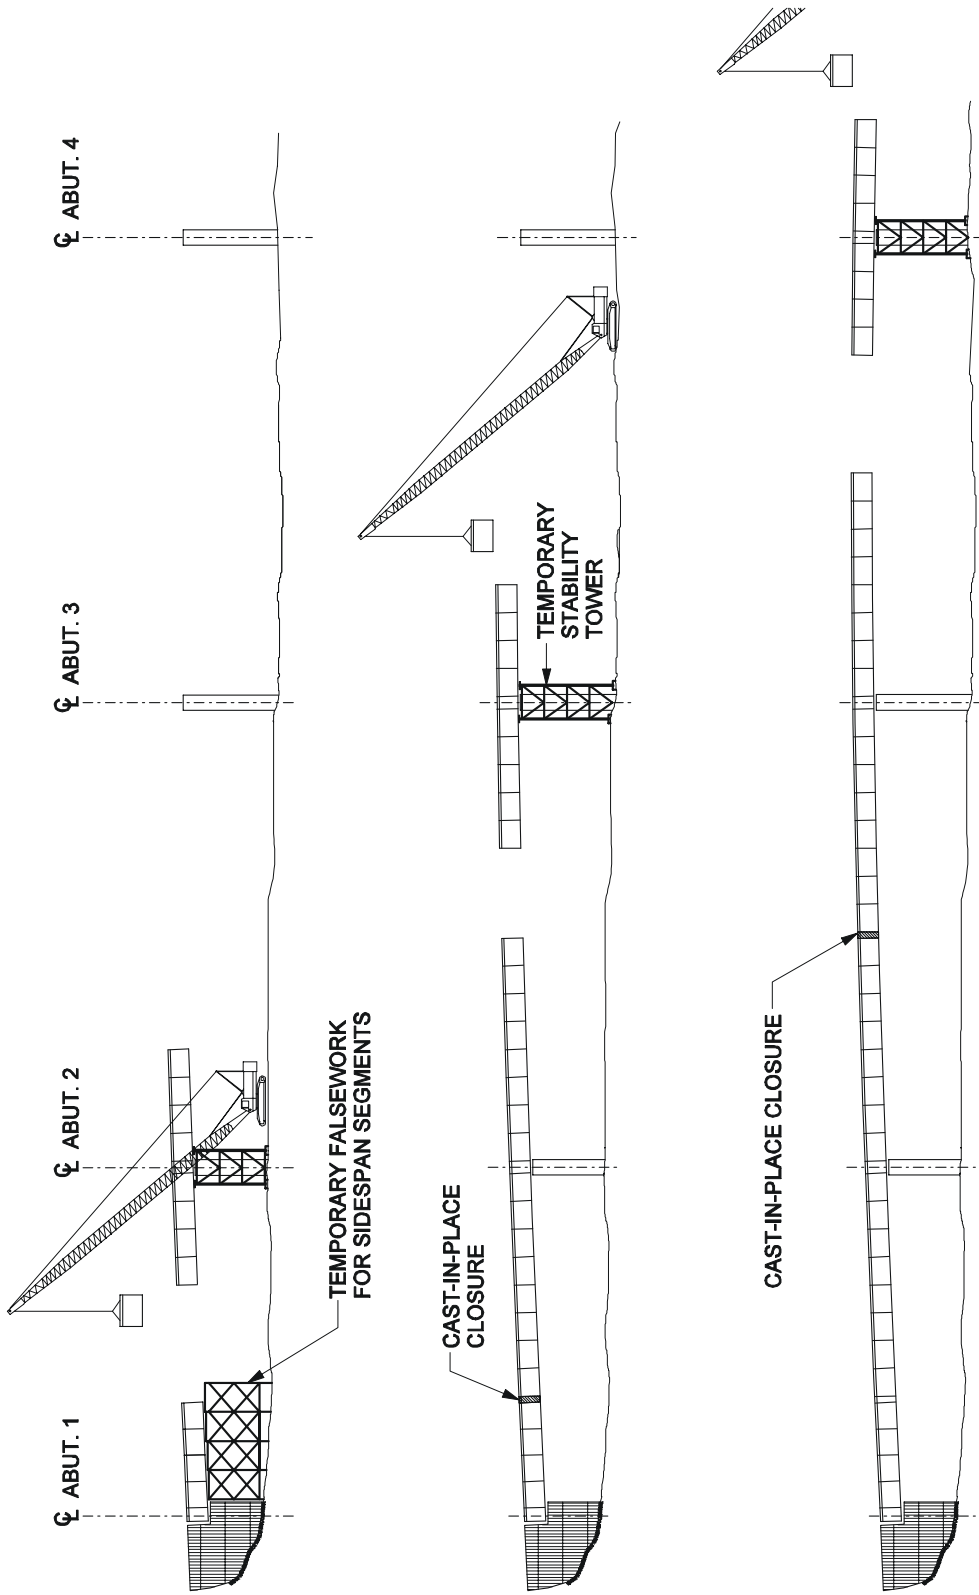 ℄ ABUT. 1
℄ ABUT. 2
℄ ABUT. 3
℄ ABUT. 4
TEMPORARY FALSEWORK
FOR SIDESPAN SEGMENTS
CAST-IN-PLACE
CLOSURE
TEMPORARY
STABILITY
TOWER
CAST-IN-PLACE CLOSURE